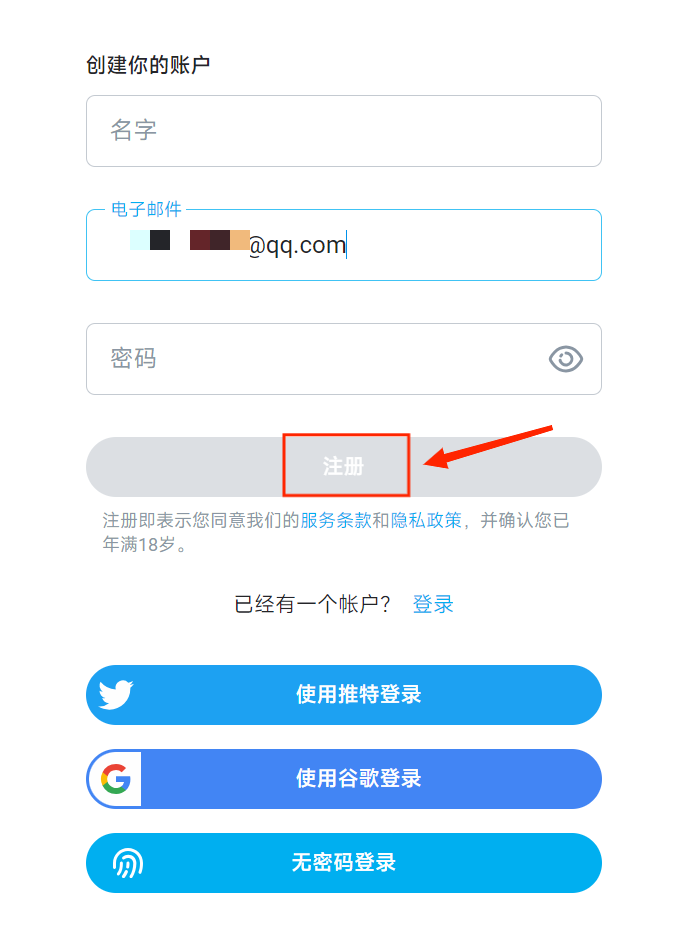 创建你的账户
名字
电子邮件
@qq.com
密码
注册
注册即表示您同意我们的服务条款和隐私政策，并确认您已
年满18岁。
已经有一个帐户？ 登录
使用推特登录
使用谷歌登录
无密码登录